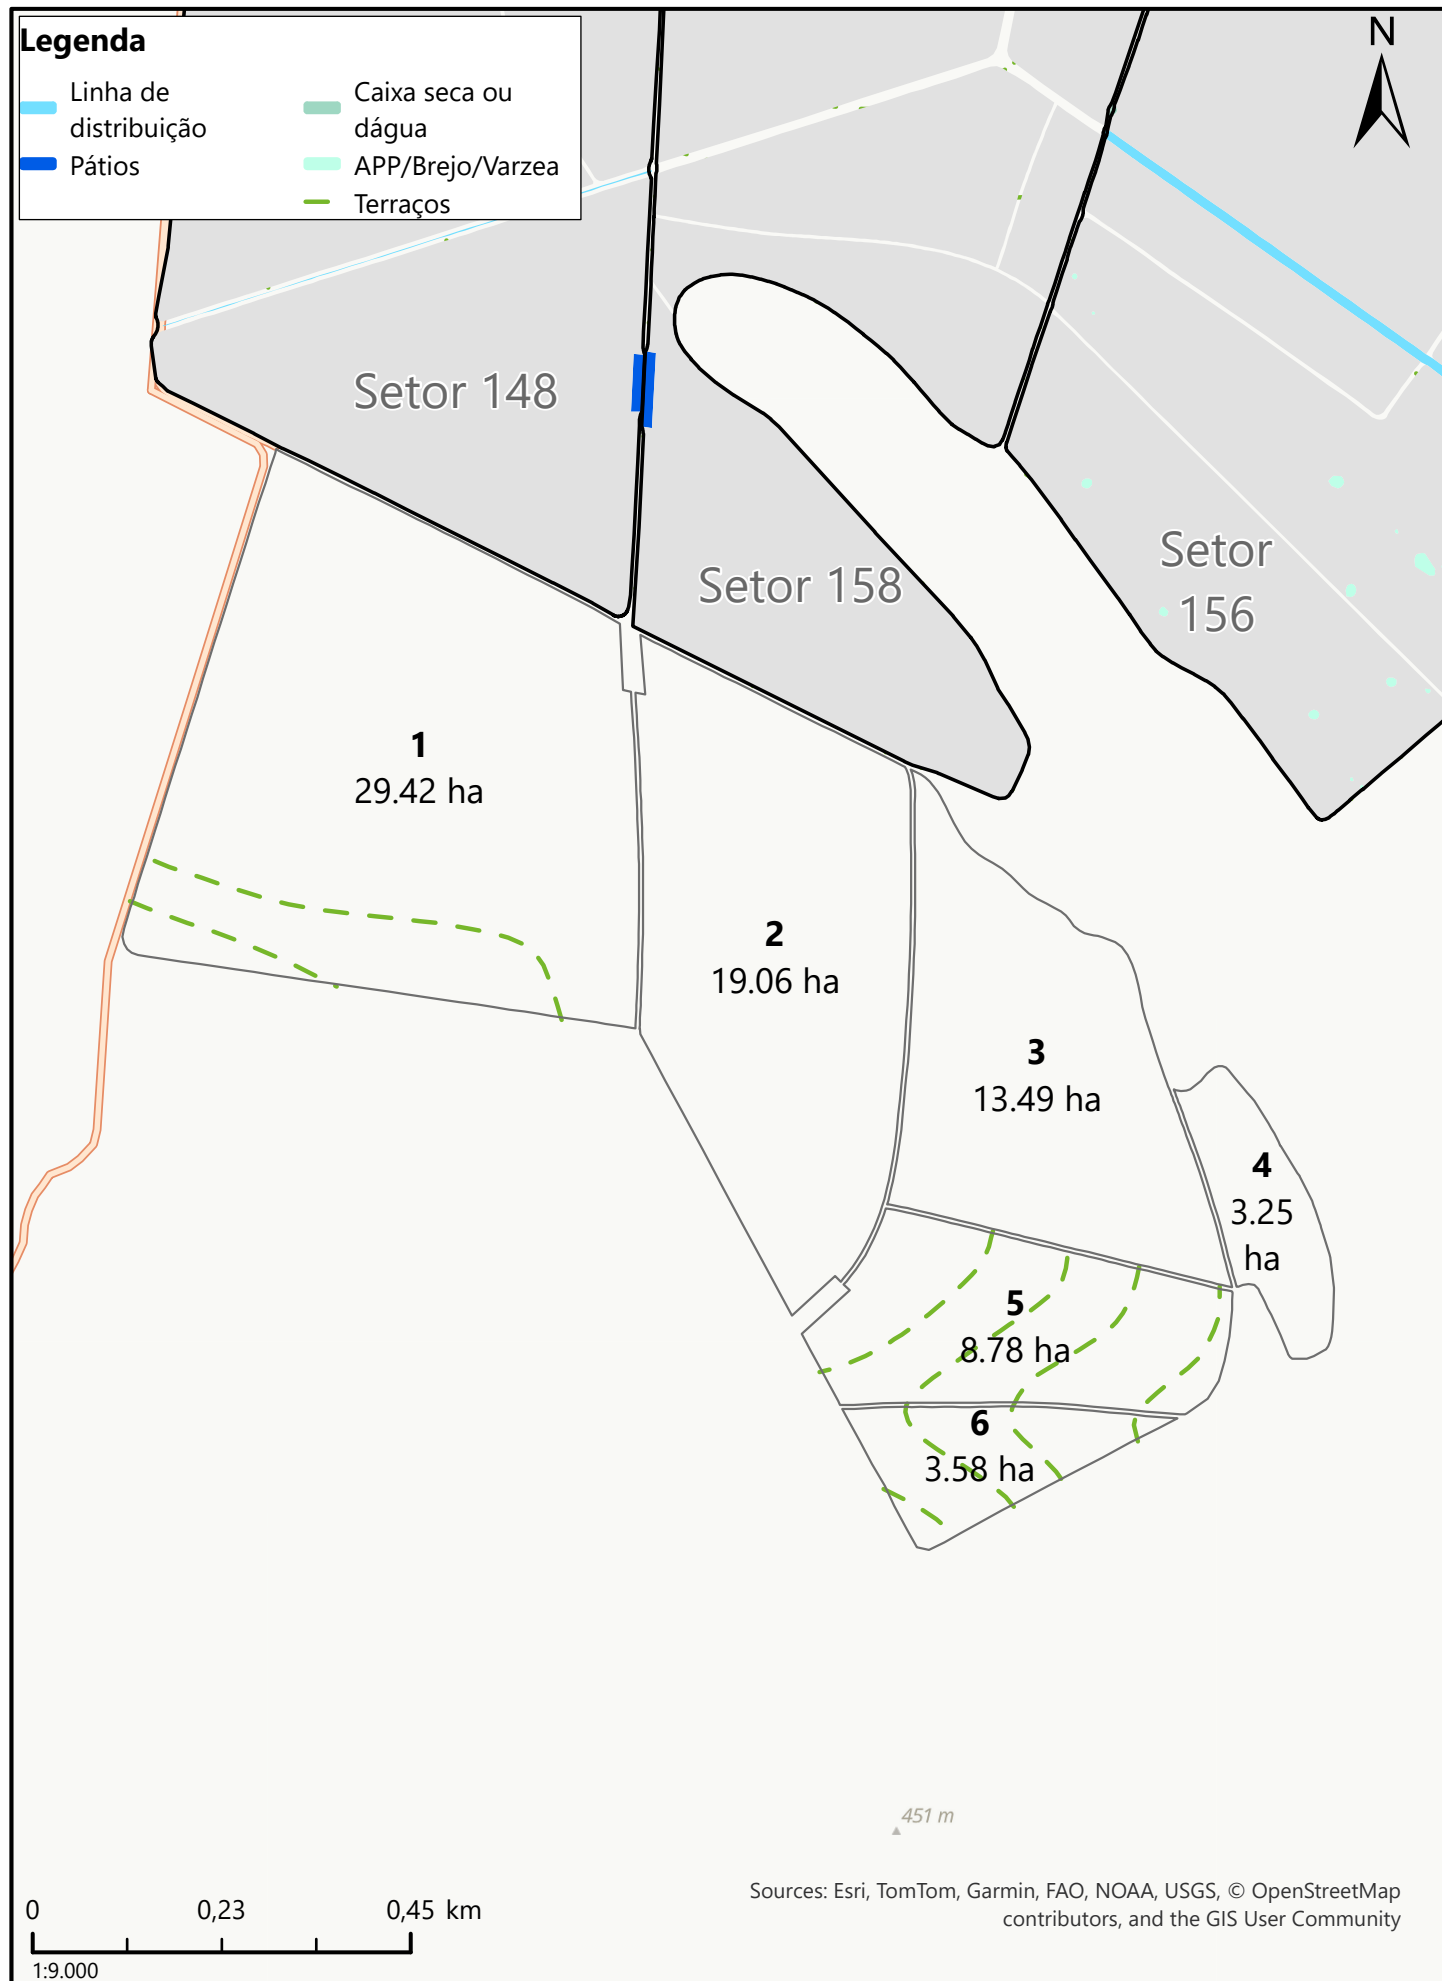 Legenda
Linha de
distribuição
Pátios
Caixa seca ou
dágua
APP/Brejo/Varzea
Terraços
N
Setor 148
Setor 158
Setor
156
1
29.42 ha
2
19.06 ha
3
13.49 ha
4
3.25
ha
5
8.78 ha
6
3.58 ha
451 m
Sources: Esri, TomTom, Garmin, FAO, NOAA, USGS, © OpenStreetMap
contributors, and the GIS User Community
0 0,23 0,45 km
1:9.000